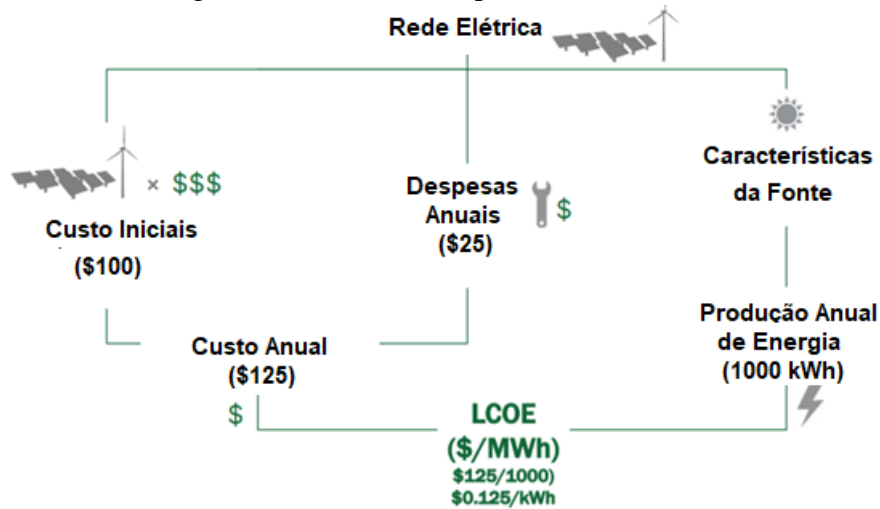 Rede Elétrica
× $$$
Custo Iniciais
($100)
Despesas
Anuais
($25)
$
Características
da Fonte
Custo Anual
($125)
$
Produção Anual
de Energia
(1000 kWh)
LCOE
($/MWh)
$125/1000)
$0.125/kWh